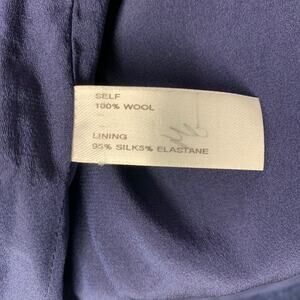 SELF
100% WOOL
LINING
95% SILK5% ELASTANE